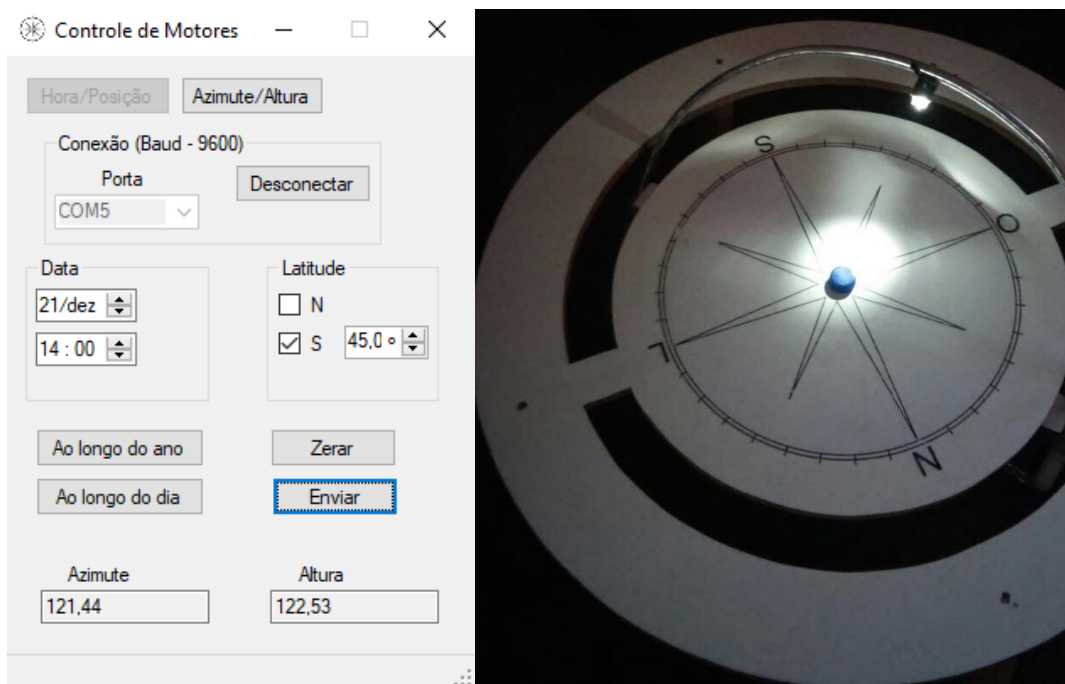 Controle de Motores
Hora/Posição Azimute/Altura
Conexão (Baud - 9600)
Porta
COM5
Desconectar
Data
21/dez
14 : 00
Latitude
N
S 45,0 °
Ao longo do ano
Zerar
Ao longo do dia
Enviar
Azimute
121,44
Altura
122,53
S
O
L
N